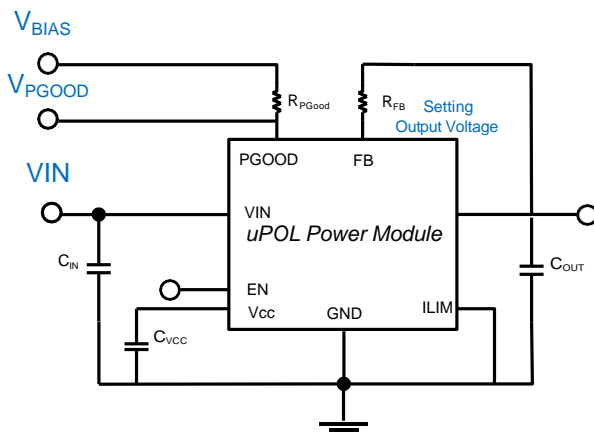 VBIAS
VPGOOD
RPGood
RFB
Setting
Output Voltage
PGOOD
FB
VIN
VIN
uPOL Power Module
CIN
COUT
EN
Vcc
GND
ILIM
CVCC